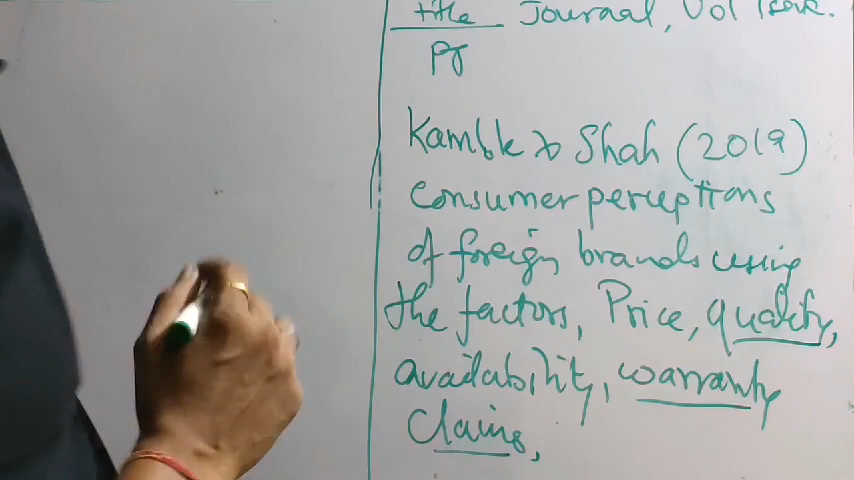 title Journal, Vol Issue.
Pg
Kamble & Shah (2019)
consumer perceptions
of foreign brands using
the factors, Price, quality,
availability, warranty
Claims,